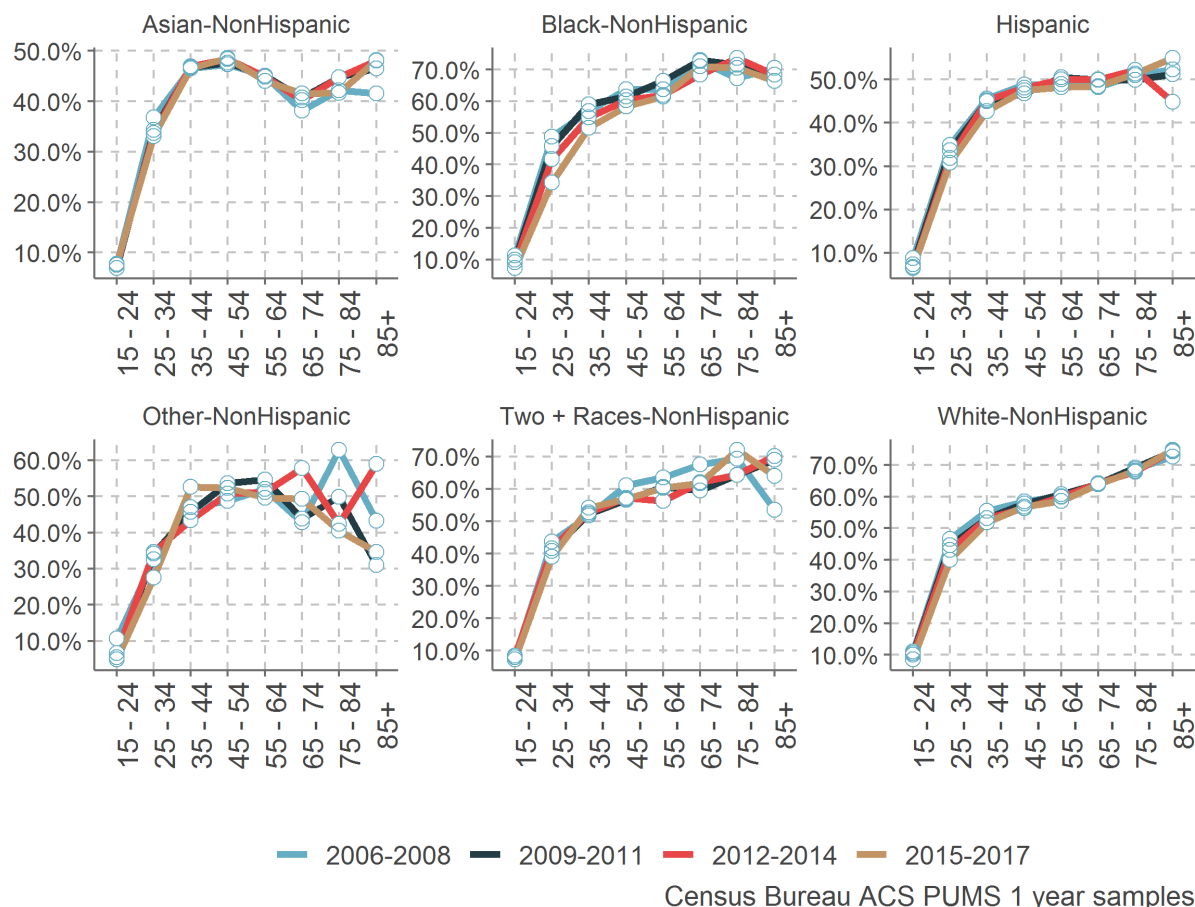 Asian-NonHispanic
50.0%
40.0%
30.0%
20.0%
10.0%
15 - 24
25 - 34
35 - 44
45 - 54
55 - 64
65 - 74
75 - 84
85+
Black-NonHispanic
70.0%
60.0%
50.0%
40.0%
30.0%
20.0%
10.0%
15 - 24
25 - 34
35 - 44
45 - 54
55 - 64
65 - 74
75 - 84
85+
Hispanic
50.0%
40.0%
30.0%
20.0%
10.0%
15 - 24
25 - 34
35 - 44
45 - 54
55 - 64
65 - 74
75 - 84
85+
Other-NonHispanic
60.0%
50.0%
40.0%
30.0%
20.0%
10.0%
15 - 24
25 - 34
35 - 44
45 - 54
55 - 64
65 - 74
75 - 84
85+
Two + Races-NonHispanic
70.0%
60.0%
50.0%
40.0%
30.0%
20.0%
10.0%
15 - 24
25 - 34
35 - 44
45 - 54
55 - 64
65 - 74
75 - 84
85+
White-NonHispanic
70.0%
60.0%
50.0%
40.0%
30.0%
20.0%
10.0%
15 - 24
25 - 34
35 - 44
45 - 54
55 - 64
65 - 74
75 - 84
85+
2006-2008 2009-2011 2012-2014 2015-2017
Census Bureau ACS PUMS 1 year samples